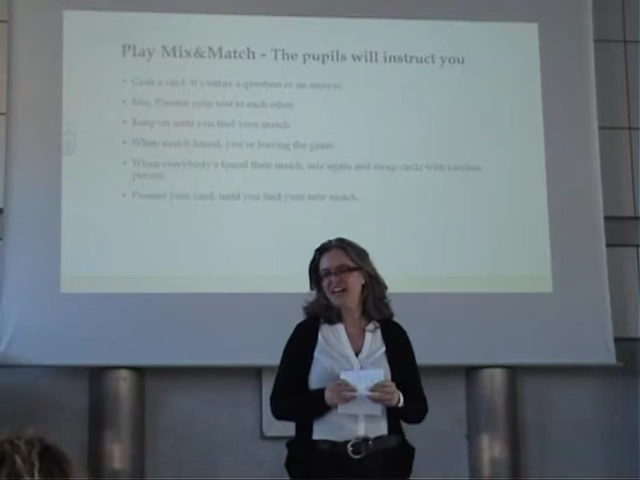 Play Mix&Match - The pupils will instruct you
• Grab a card. It's either a question or an answer
• Mix. Present your text to each other
• Keep on until you find your match
• When match found, you're leaving the game
• When everybody's found their match, mix again and swap cards with random
person
• Present your card, until you find your new match.